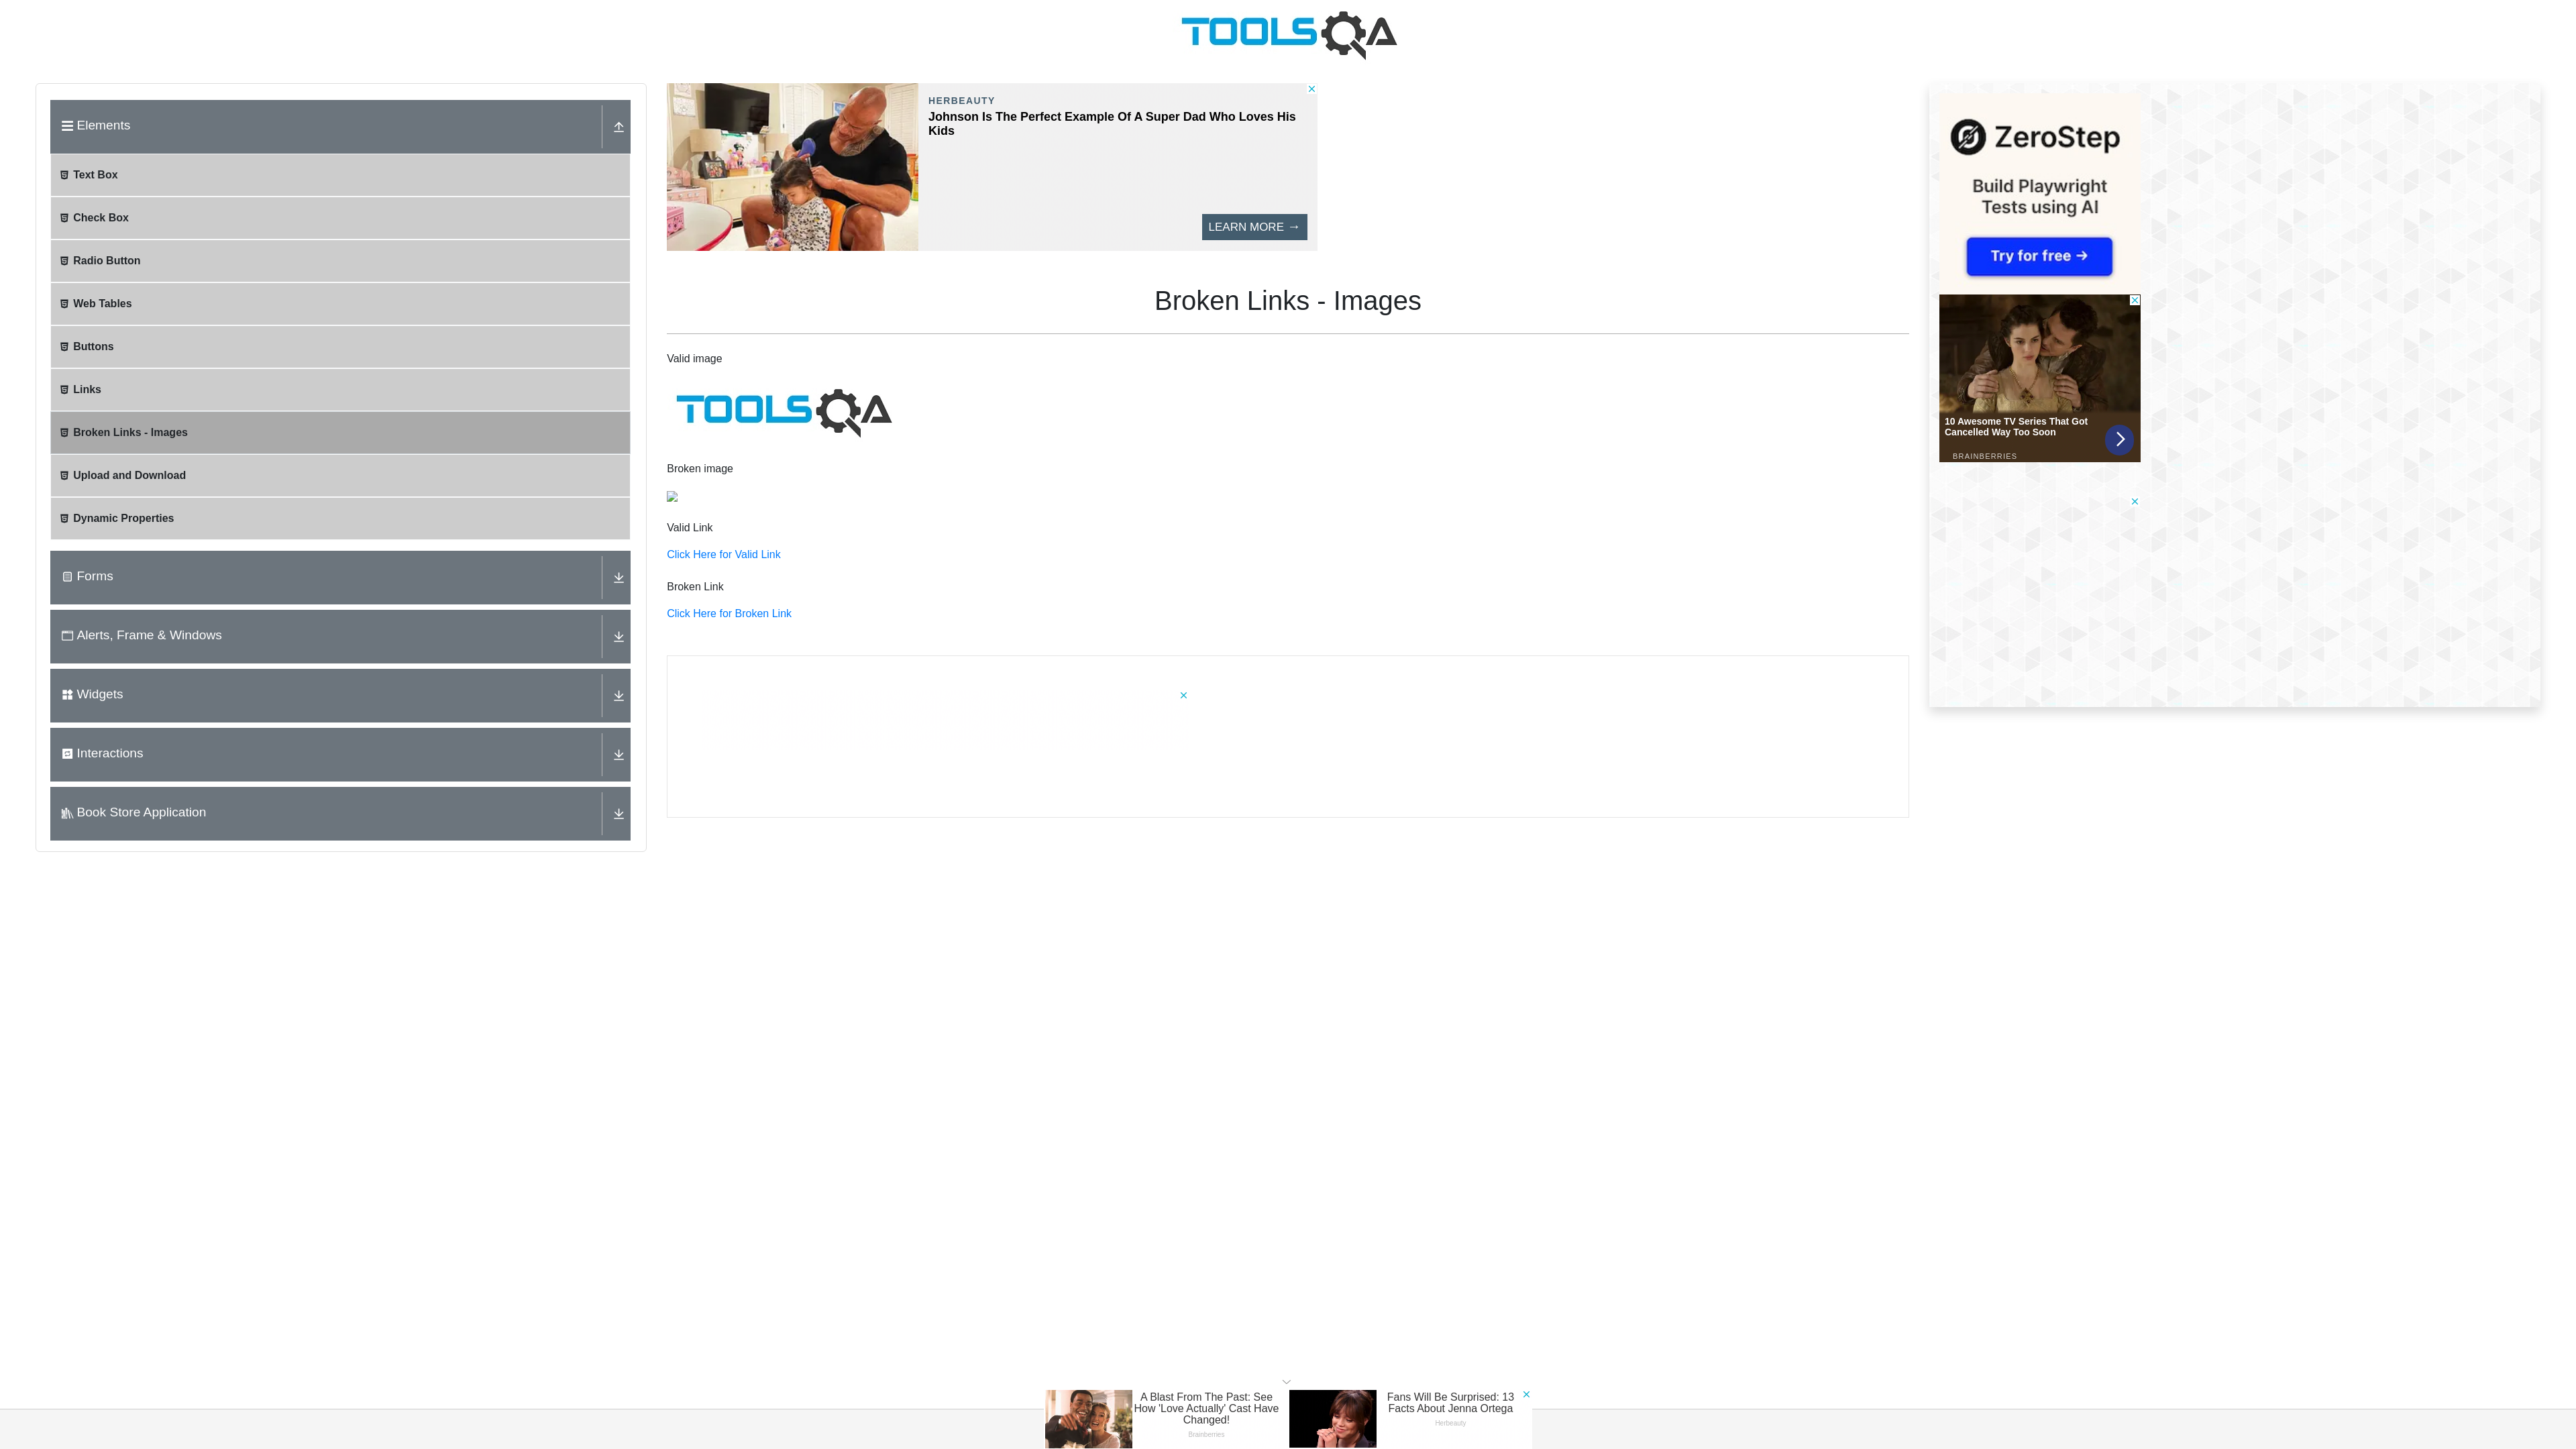 TOOLSQA
Elements
Text Box
Check Box
Radio Button
Web Tables
Buttons
Links
Broken Links - Images
Upload and Download
Dynamic Properties
Forms
Alerts, Frame & Windows
Widgets
Interactions
Book Store Application
HERBEAUTY
Johnson Is The Perfect Example Of A Super Dad Who Loves His
Kids
LEARN MORE →
Broken Links - Images
Valid image
TOOLSQA
Broken image
Valid Link
Click Here for Valid Link
Broken Link
Click Here for Broken Link
ZeroStep
Build Playwright
Tests using AI
Try for free →
10 Awesome TV Series That Got
Cancelled Way Too Soon
BRAINBERRIES
A Blast From The Past: See
How 'Love Actually' Cast Have
Changed!
Brainberries
Fans Will Be Surprised: 13
Facts About Jenna Ortega
Herbeauty